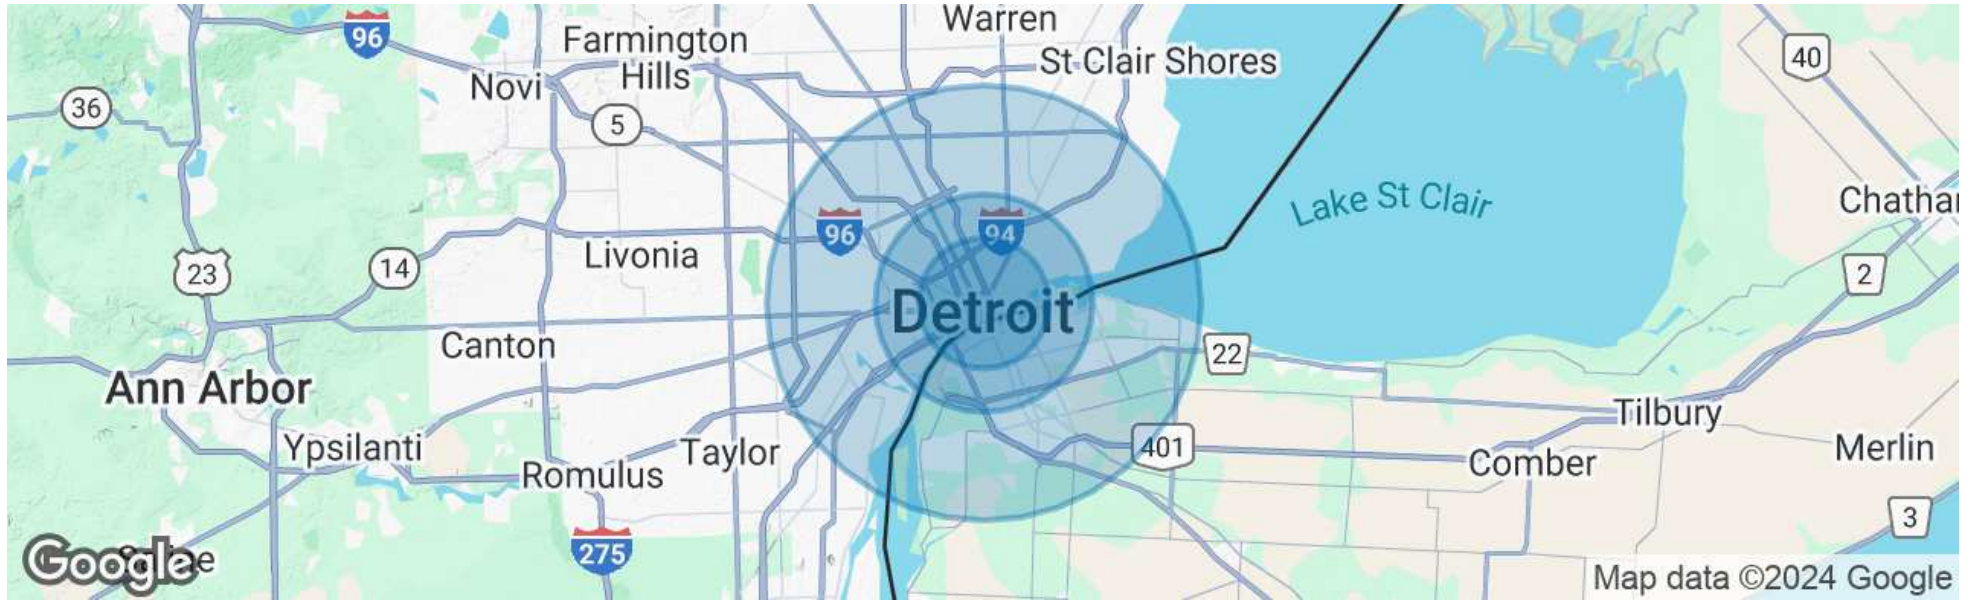 Warren
Farmington
Hills
St Clair Shores
96
40
Novi
36
5
Chatha
Lake St Clair
96
94
Livonia
14
23
2
Detroit
Canton
22
Ann Arbor
Tilbury
Ypsilanti
Taylor
401
Merlin
Romulus
Comber
3
275
Google
Map data ©2024 Google